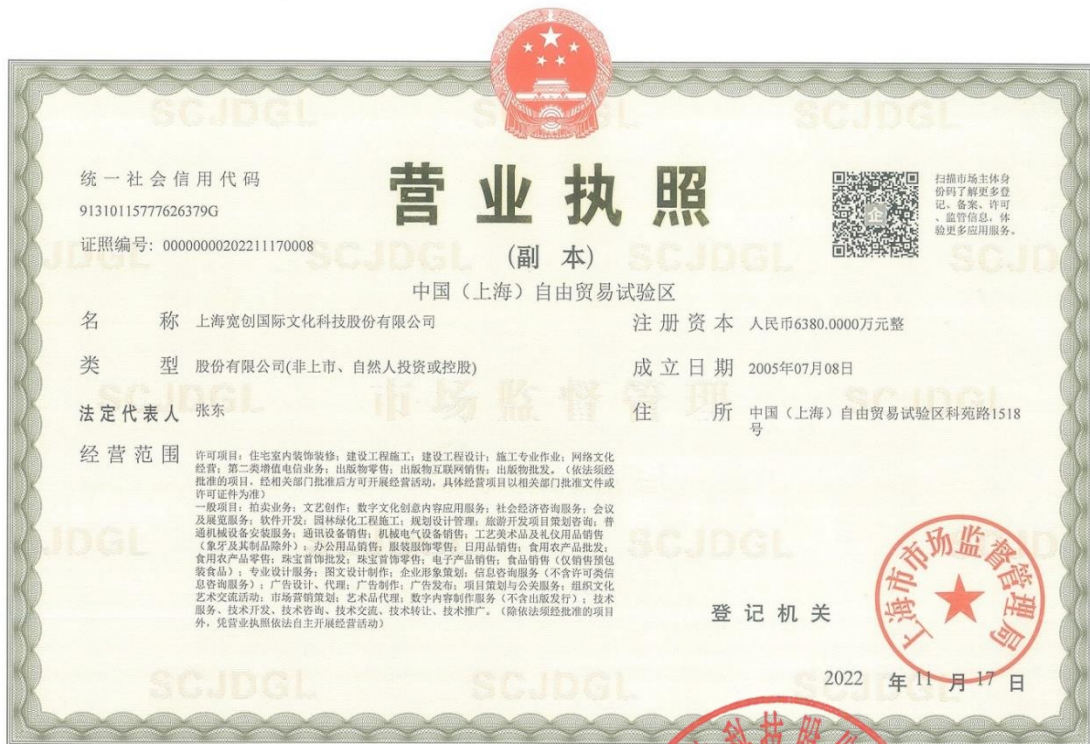 统一社会信用代码
91310115777626379G
证照编号：00000000202211170008
营业执照
(副 本)
中国（上海）自由贸易试验区
扫描市场主体身
份码了解更多登
记、备案、许可
、监管信息，体
验更多应用服务。
名 称 上海宽创国际文化科技股份有限公司
类 型 股份有限公司(非上市、自然人投资或控股)
法定代表人 张东
经营范围 许可项目：住宅室内装饰装修；建设工程施工；建设工程设计；施工专业作业；网络文化
经营；第二类增值电信业务；出版物零售；出版物互联网销售；出版物批发。（依法须经
批准的项目，经相关部门批准后方可开展经营活动，具体经营项目以相关部门批准文件或
许可证件为准）
一般项目：拍卖业务；文艺创作；数字文化创意内容应用服务；社会经济咨询服务；会议
及展览服务；软件开发；园林绿化工程施工；规划设计管理；旅游开发项目策划咨询；普
通机械设备安装服务；通讯设备销售；机械电气设备销售；工艺美术品及礼仪用品销售
（象牙及其制品除外）；办公用品销售；服装服饰零售；日用品销售；食用农产品批发；
食用农产品零售；珠宝首饰批发；珠宝首饰零售；电子产品销售；食品销售（仅销售预包
装食品）；专业设计服务；图文设计制作；企业形象策划；信息咨询服务（不含许可类信
息咨询服务）；广告设计、代理；广告制作；广告发布；项目策划与公关服务；组织文化
艺术交流活动；市场营销策划；艺术品代理；数字内容制作服务（不含出版发行）；技术
服务、技术开发、技术咨询、技术交流、技术转让、技术推广。（除依法须经批准的项目
外，凭营业执照依法自主开展经营活动）
注册资本 人民币6380.0000万元整
成立日期 2005年07月08日
住 所 中国（上海）自由贸易试验区科苑路1518
号
登记机关
上海市市场监督管理局
2022 年 11 月 17 日
科技股
SCJDGL
市场监督管理
企